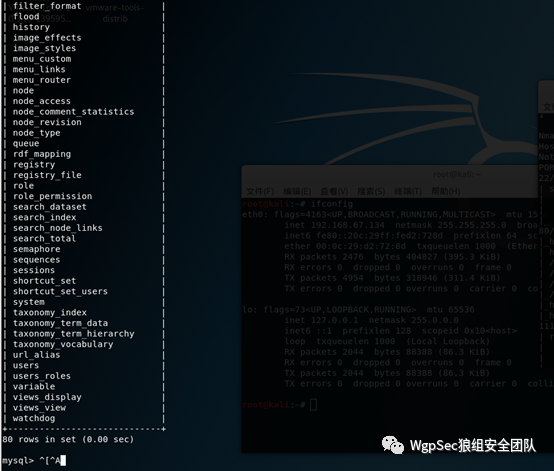 vmware-tools-
distrib
| filter_format |
| flood |
| history |
| image_effects |
| image_styles |
| menu_custom |
| menu_links |
| menu_router |
| node |
| node_access |
| node_comment_statistics |
| node_revision |
| node_type |
| queue |
| rdf_mapping |
| registry |
| registry_file |
| role |
| role_permission |
| search_dataset |
| search_index |
| search_node_links |
| search_total |
| semaphore |
| sequences |
| sessions |
| shortcut_set |
| shortcut_set_users |
| system |
| taxonomy_index |
| taxonomy_term_data |
| taxonomy_term_hierarchy |
| taxonomy_vocabulary |
| url_alias |
| users |
| users_roles |
| variable |
| views_display |
| views_view |
| watchdog |
+-----------------------------+
80 rows in set (0.00 sec)
mysql> ^[^A
root@kali: ~
文件(F) 编辑(E) 查看(V) 搜索(S) 终端(T) 帮助(H)
root@kali:~# ifconfig
eth0: flags=4163<UP,BROADCAST,RUNNING,MULTICAST> mtu 15
inet 192.168.67.134 netmask 255.255.255.0
inet6 fe80::20c:29ff:fed2:728d prefixlen 64
ether 00:0c:29:d2:72:8d txqueuelen 1000 (Ether
RX packets 2476 bytes 404827 (395.3 KiB)
RX errors 0 dropped 0 overruns 0 frame 0
TX packets 4954 bytes 318946 (311.4 KiB)
TX errors 0 dropped 0 overruns 0 carrier 0
lo: flags=73<UP,LOOPBACK,RUNNING> mtu 65536
inet 127.0.0.1 netmask 255.0.0.0
inet6 ::1 prefixlen 128 scopeid 0x10<host>
loop txqueuelen 1000 (Local Loopback)
RX packets 2044 bytes 88388 (86.3 KiB)
RX errors 0 dropped 0 overruns 0 frame 0
TX packets 2044 bytes 88388 (86.3 KiB)
TX errors 0 dropped 0 overruns 0 carrier 0 colli
root@kali:~#
WgpSec狼组安全团队